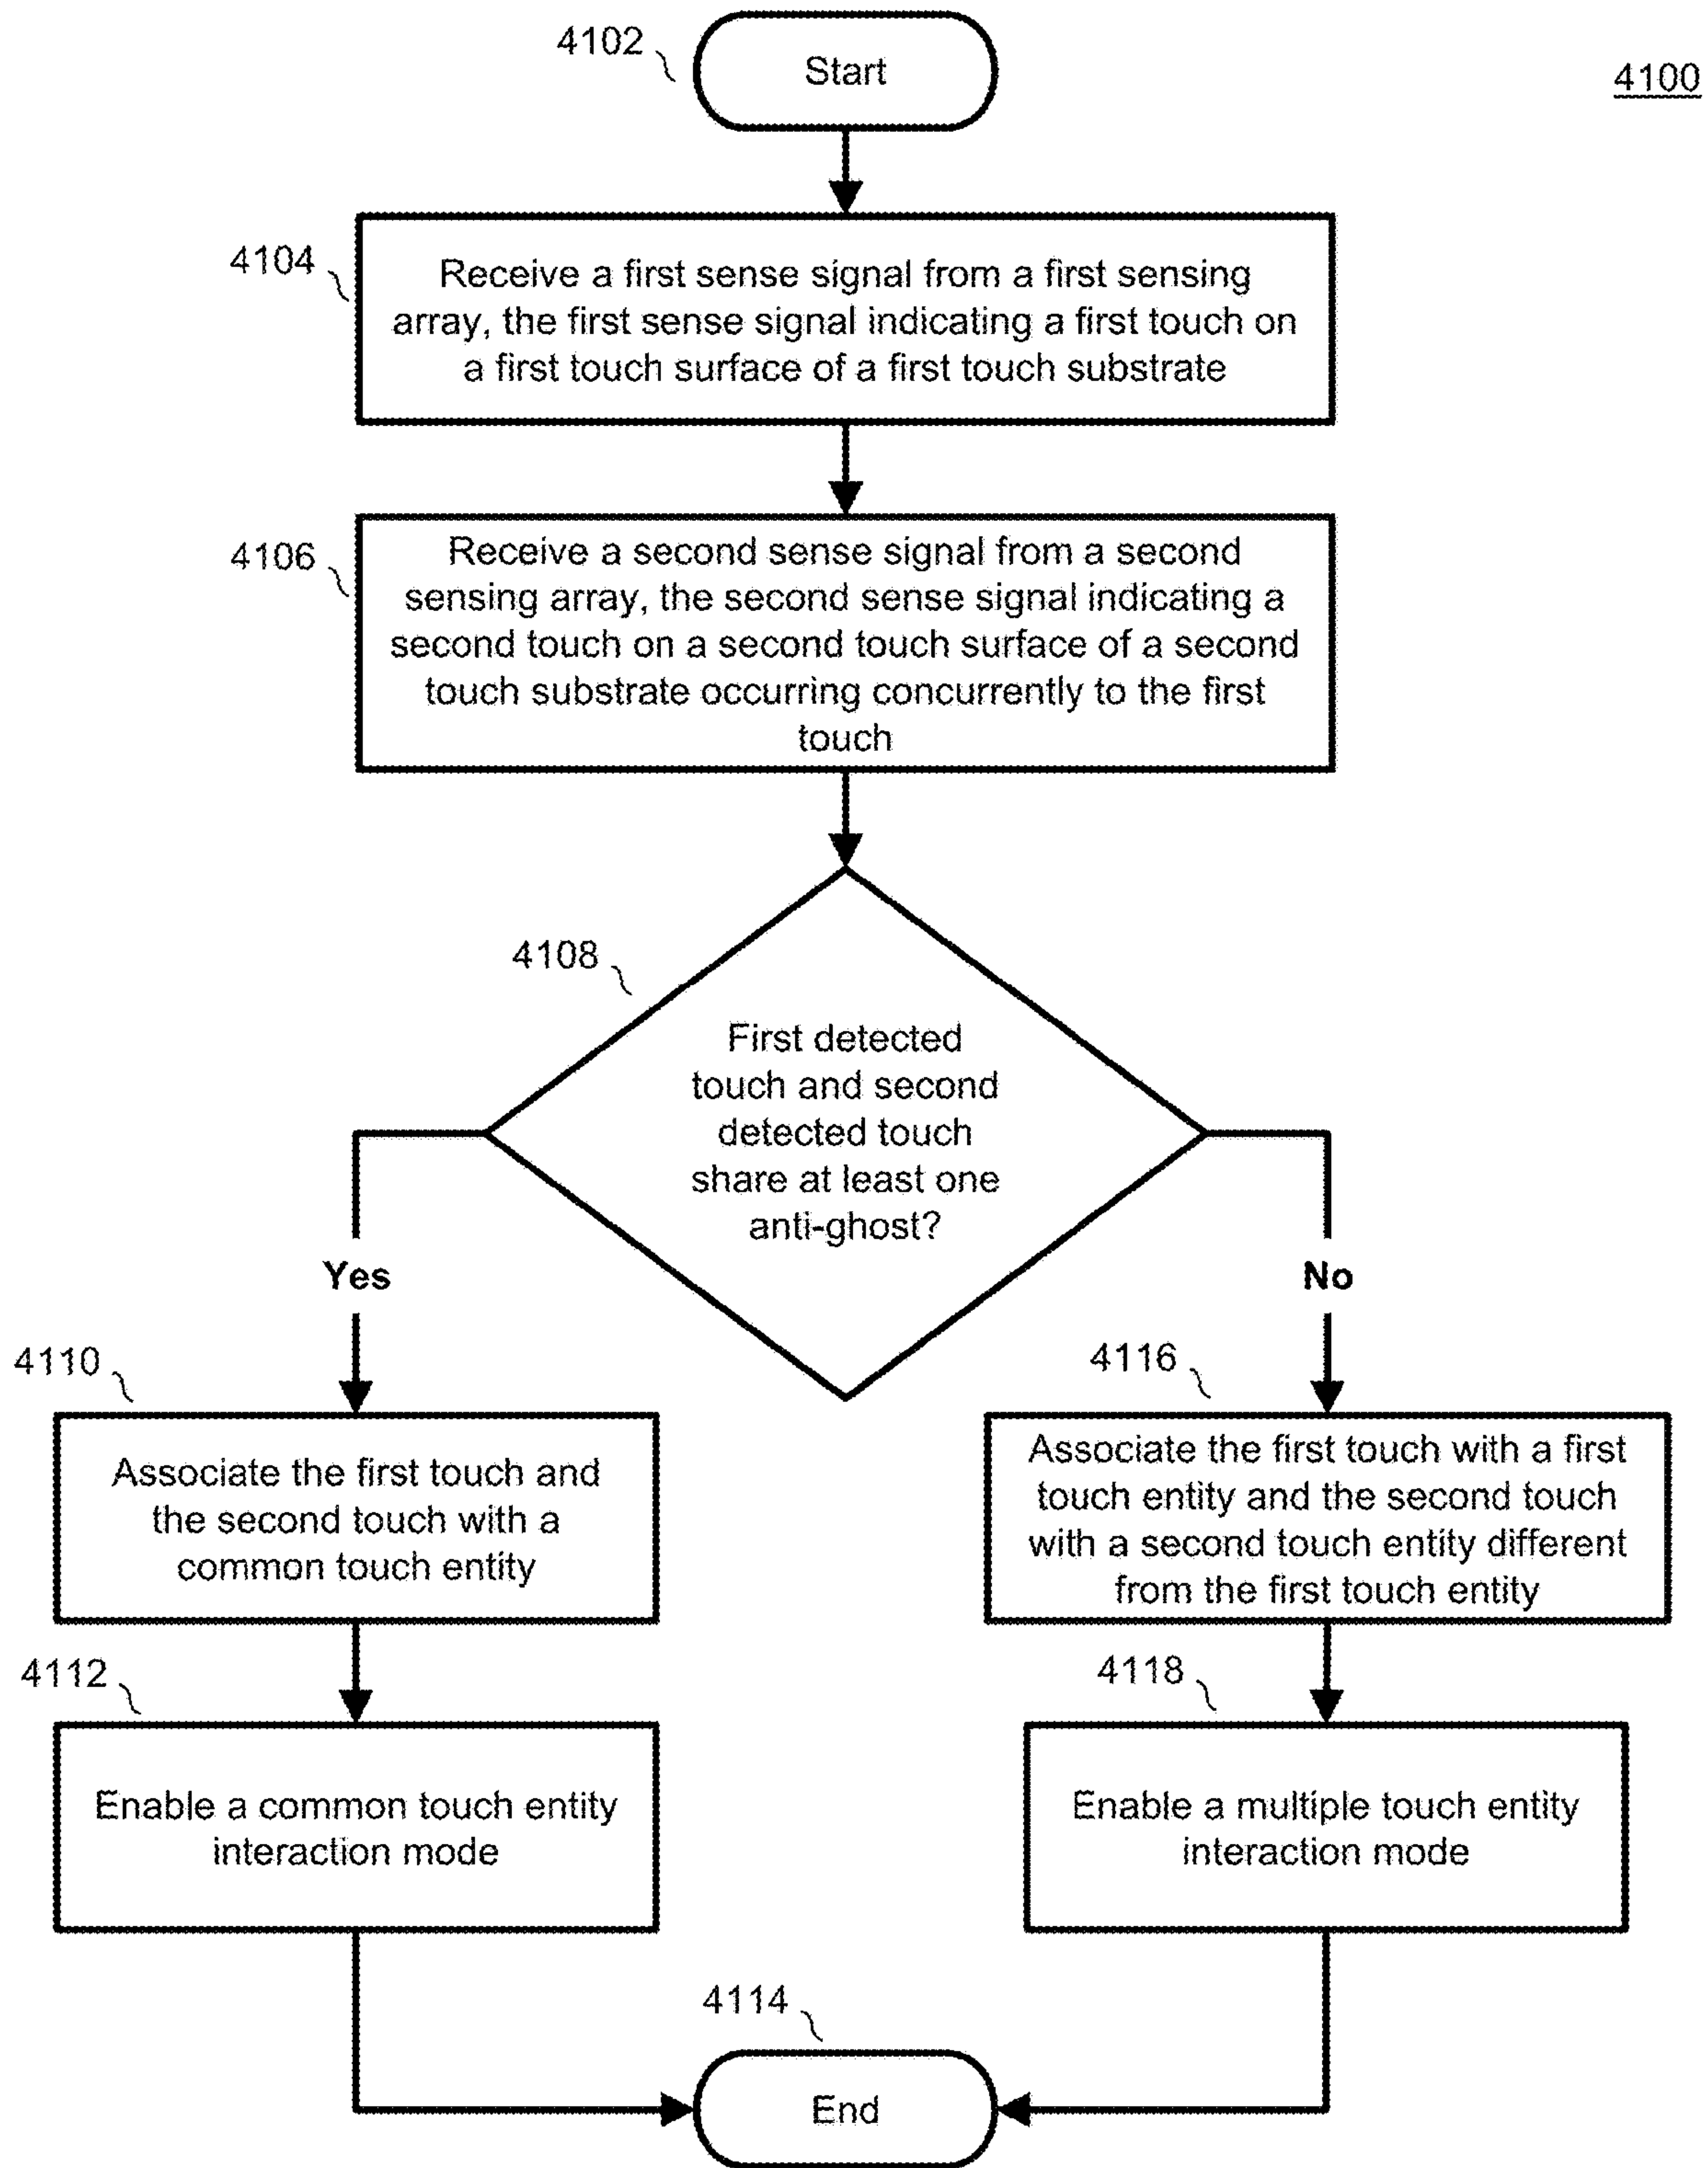 4102
Start
4100
4104
Receive a first sense signal from a first sensing
array, the first sense signal indicating a first touch on
a first touch surface of a first touch substrate
4106
Receive a second sense signal from a second
sensing array, the second sense signal indicating a
second touch on a second touch surface of a second
touch substrate occurring concurrently to the first
touch
4108
First detected
touch and second
detected touch
share at least one
anti-ghost?
Yes
No
4110
Associate the first touch and
the second touch with a
common touch entity
4116
Associate the first touch with a first
touch entity and the second touch
with a second touch entity different
from the first touch entity
4112
Enable a common touch entity
interaction mode
4118
Enable a multiple touch entity
interaction mode
4114
End